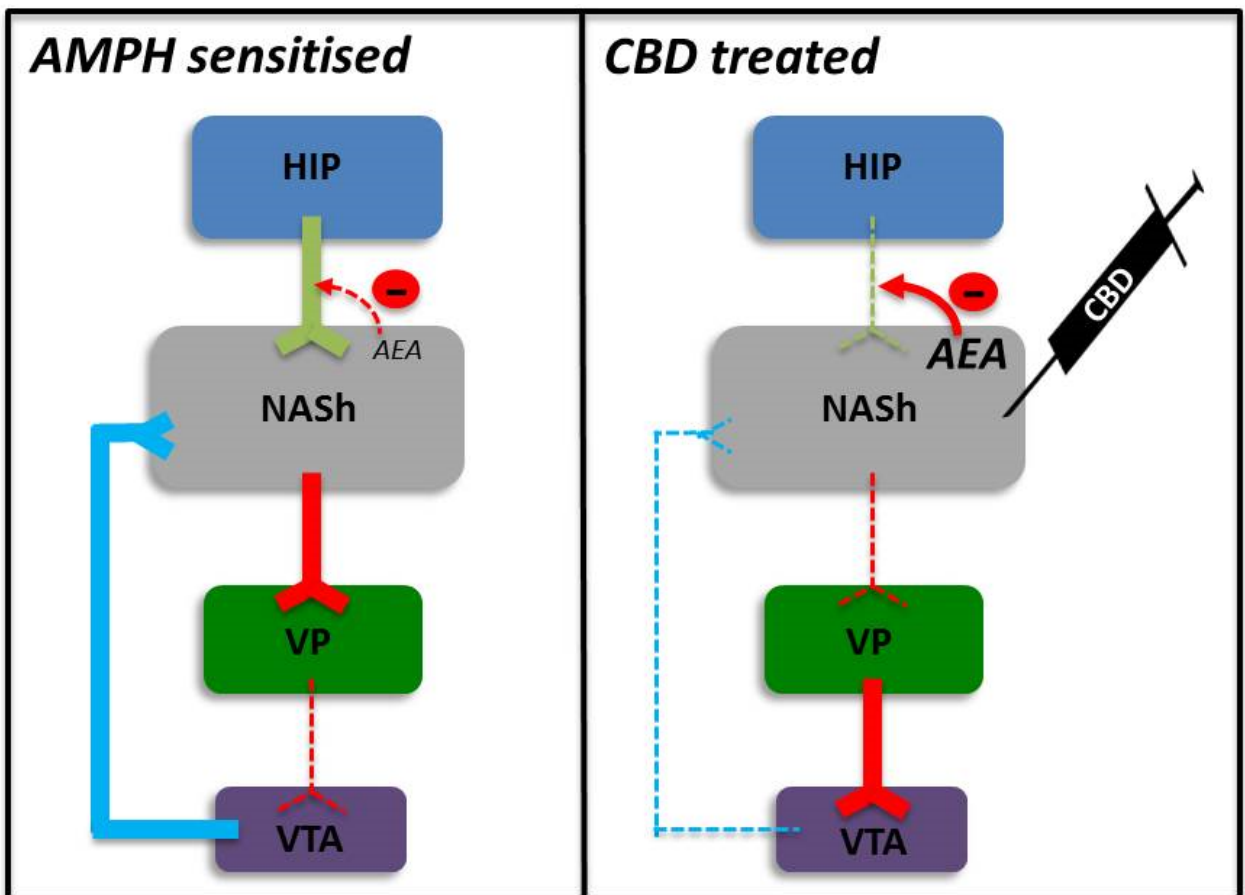 AMPH sensitised
HIP
–
AEA
NASh
VP
VTA
CBD treated
HIP
–
AEA
CBD
NASh
VP
VTA